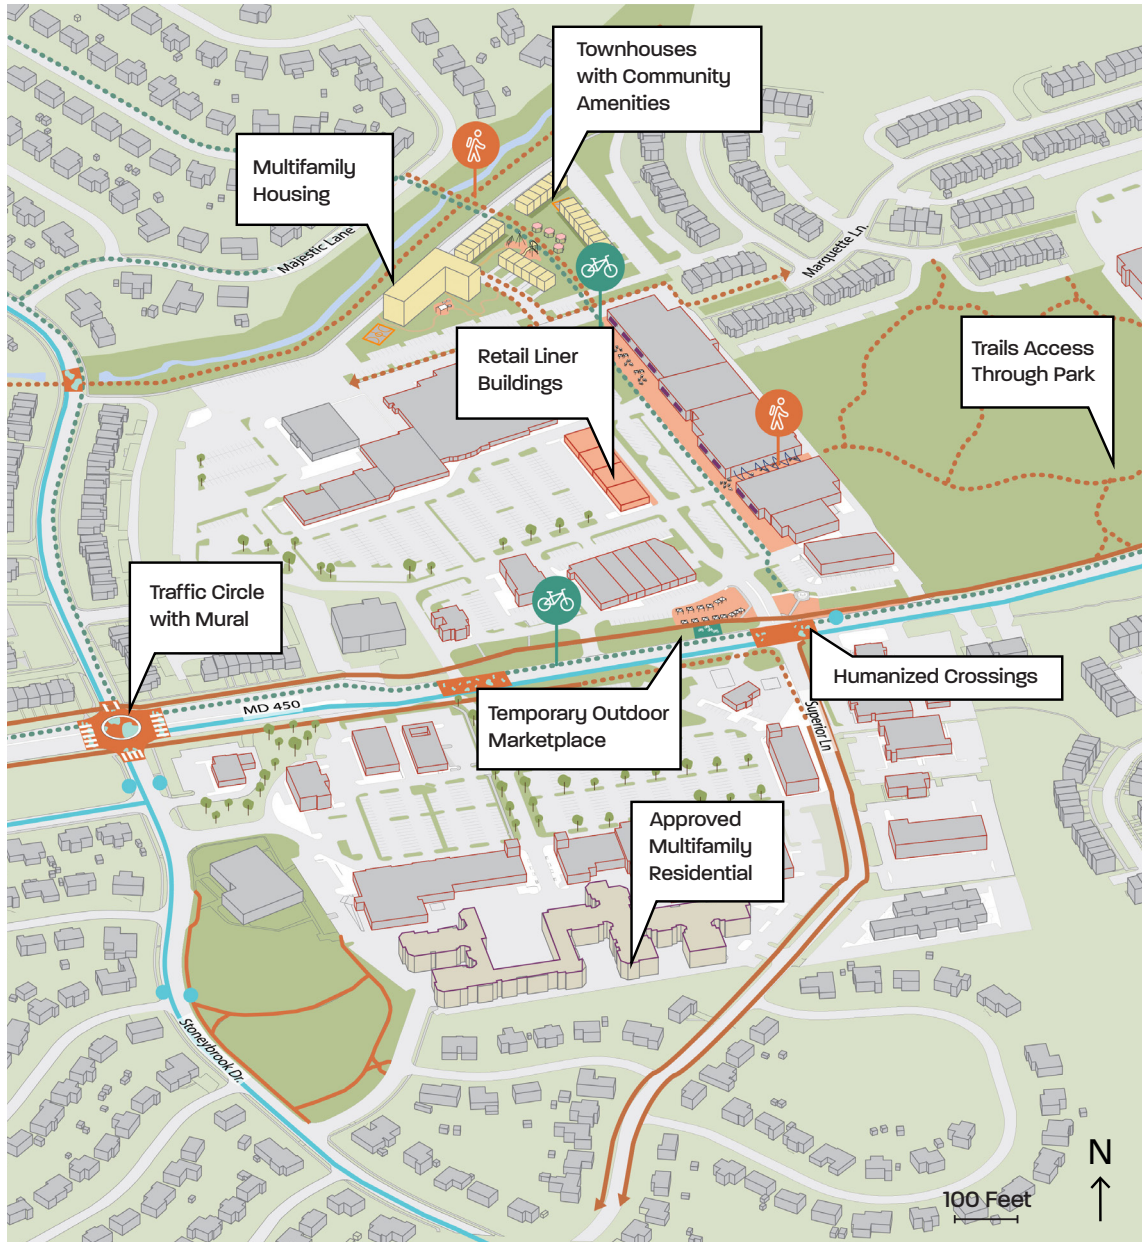 Townhouses
with Community
Amenities
Multifamily
Housing
Majestic Lane
Marquette Ln.
Retail Liner
Buildings
Trails Access
Through Park
Traffic Circle
with Mural
MD 450
Humanized Crossings
Temporary Outdoor
Marketplace
Superior Ln
Approved
Multifamily
Residential
Stoneybrook Dr.
N
100 Feet